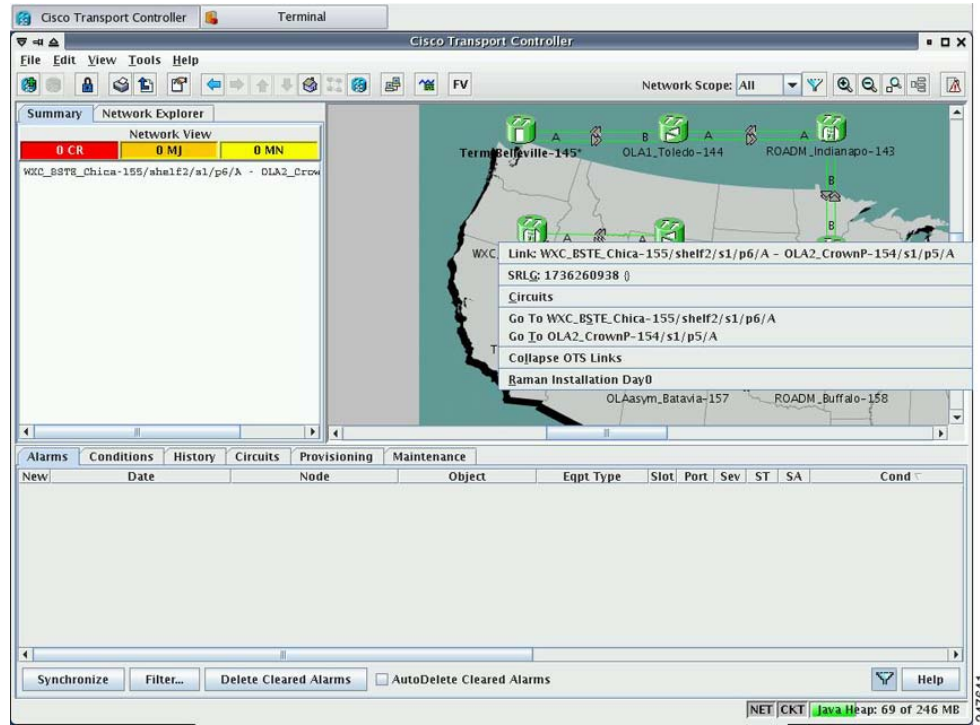 Cisco Transport Controller
Terminal
Cisco Transport Controller
File Edit View Tools Help
FV
Network Scope: All
Summary
Network Explorer
Network View
0 CR
0 MJ
0 MN
WXC_BSTE_Chica-155/shelf2/s1/p6/A - OLA2_Crow
Term_Belleville-145*
A
B
OLA1_Toledo-144
A
A
ROADM_Indianapo-143
B
B
WXC
A
A
Link: WXC_BSTE_Chica-155/shelf2/s1/p6/A - OLA2_CrownP-154/s1/p5/A
SRLG: 1736260938 ()
Circuits
Go To WXC_BSTE_Chica-155/shelf2/s1/p6/A
Go To OLA2_CrownP-154/s1/p5/A
Collapse OTS Links
Raman Installation Day0
T
OLAasym_Batavia-157
ROADM_Buffalo-158
Alarms
Conditions
History
Circuits
Provisioning
Maintenance
New
Date
Node
Object
Eqpt Type
Slot
Port
Sev
ST
SA
Cond
Synchronize
Filter...
Delete Cleared Alarms
AutoDelete Cleared Alarms
Help
NET
CKT
Java Heap: 69 of 246 MB